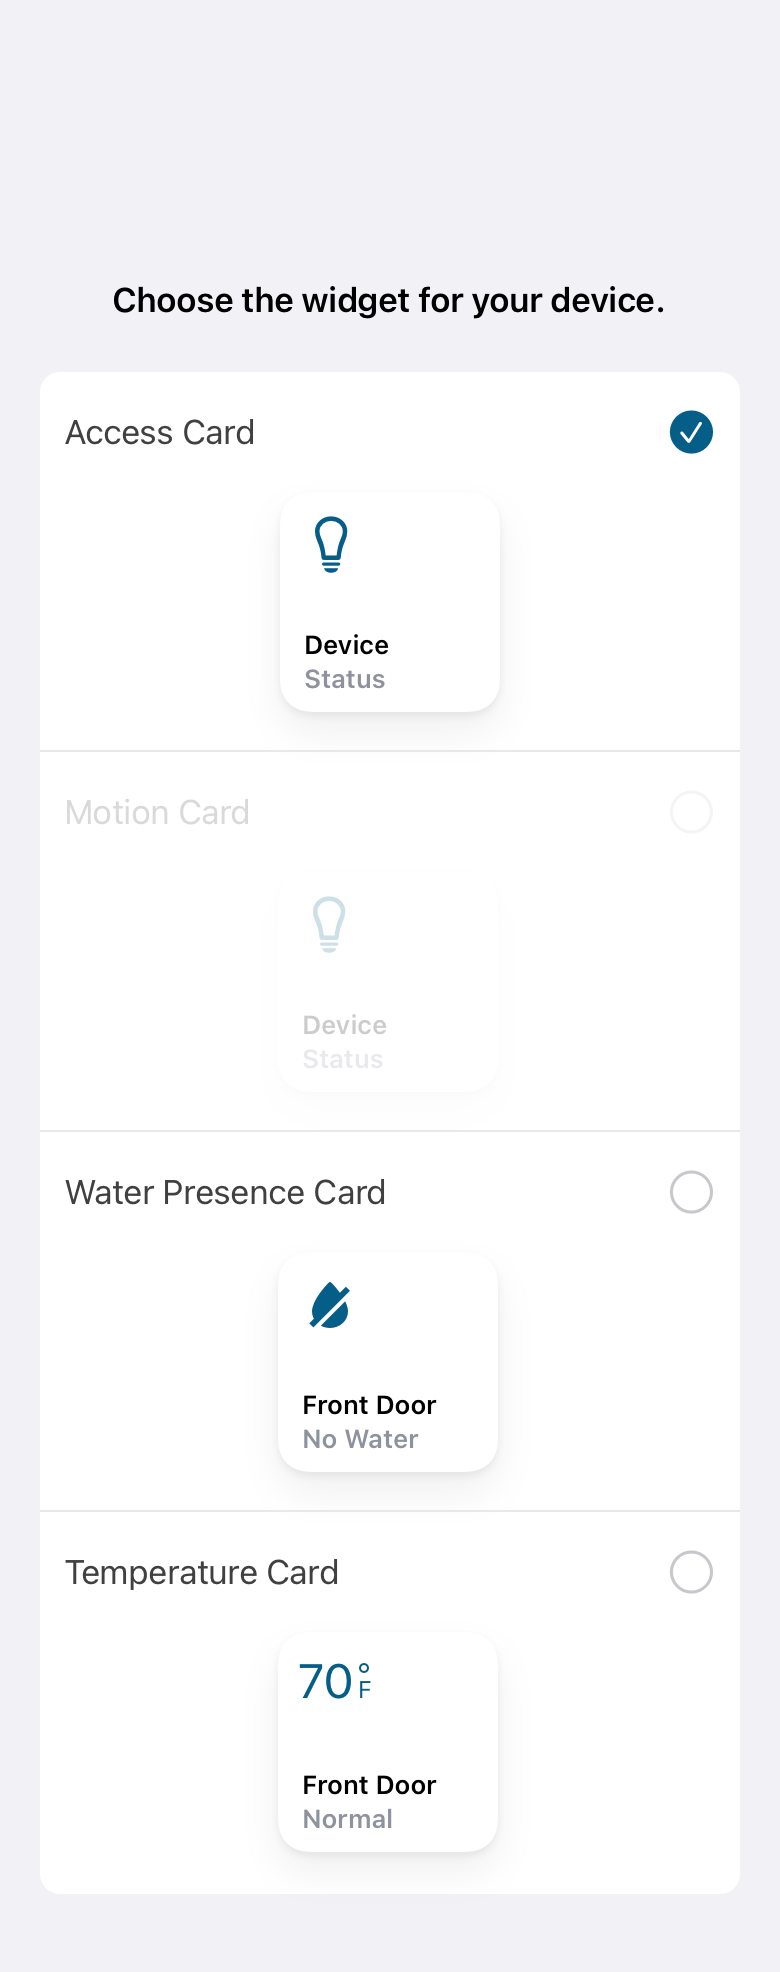 Choose the widget for your device.
Access Card
Device
Status
Motion Card
Device
Status
Water Presence Card
Front Door
No Water
Temperature Card
70°F
Front Door
Normal